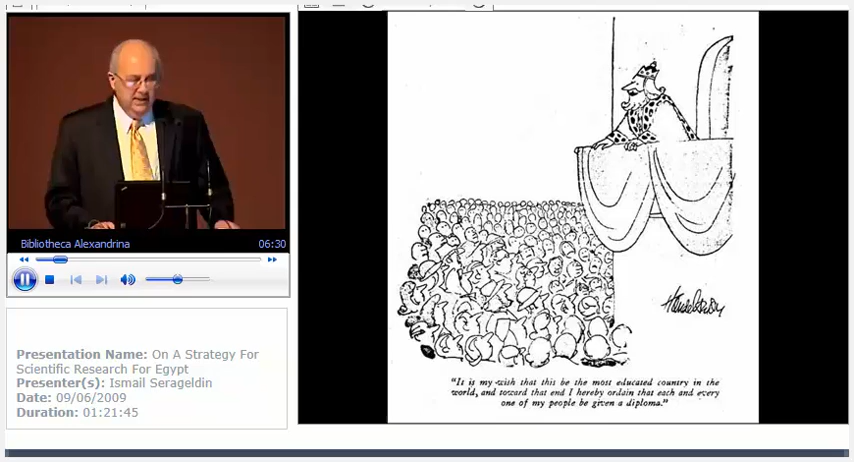 Bibliotheca Alexandrina 06:30
Presentation Name: On A Strategy For
Scientific Research For Egypt
Presenter(s): Ismail Serageldin
Date: 09/06/2009
Duration: 01:21:45
"It is my wish that this be the most educated country in the
world, and toward that end I hereby ordain that each and every
one of my people be given a diploma."